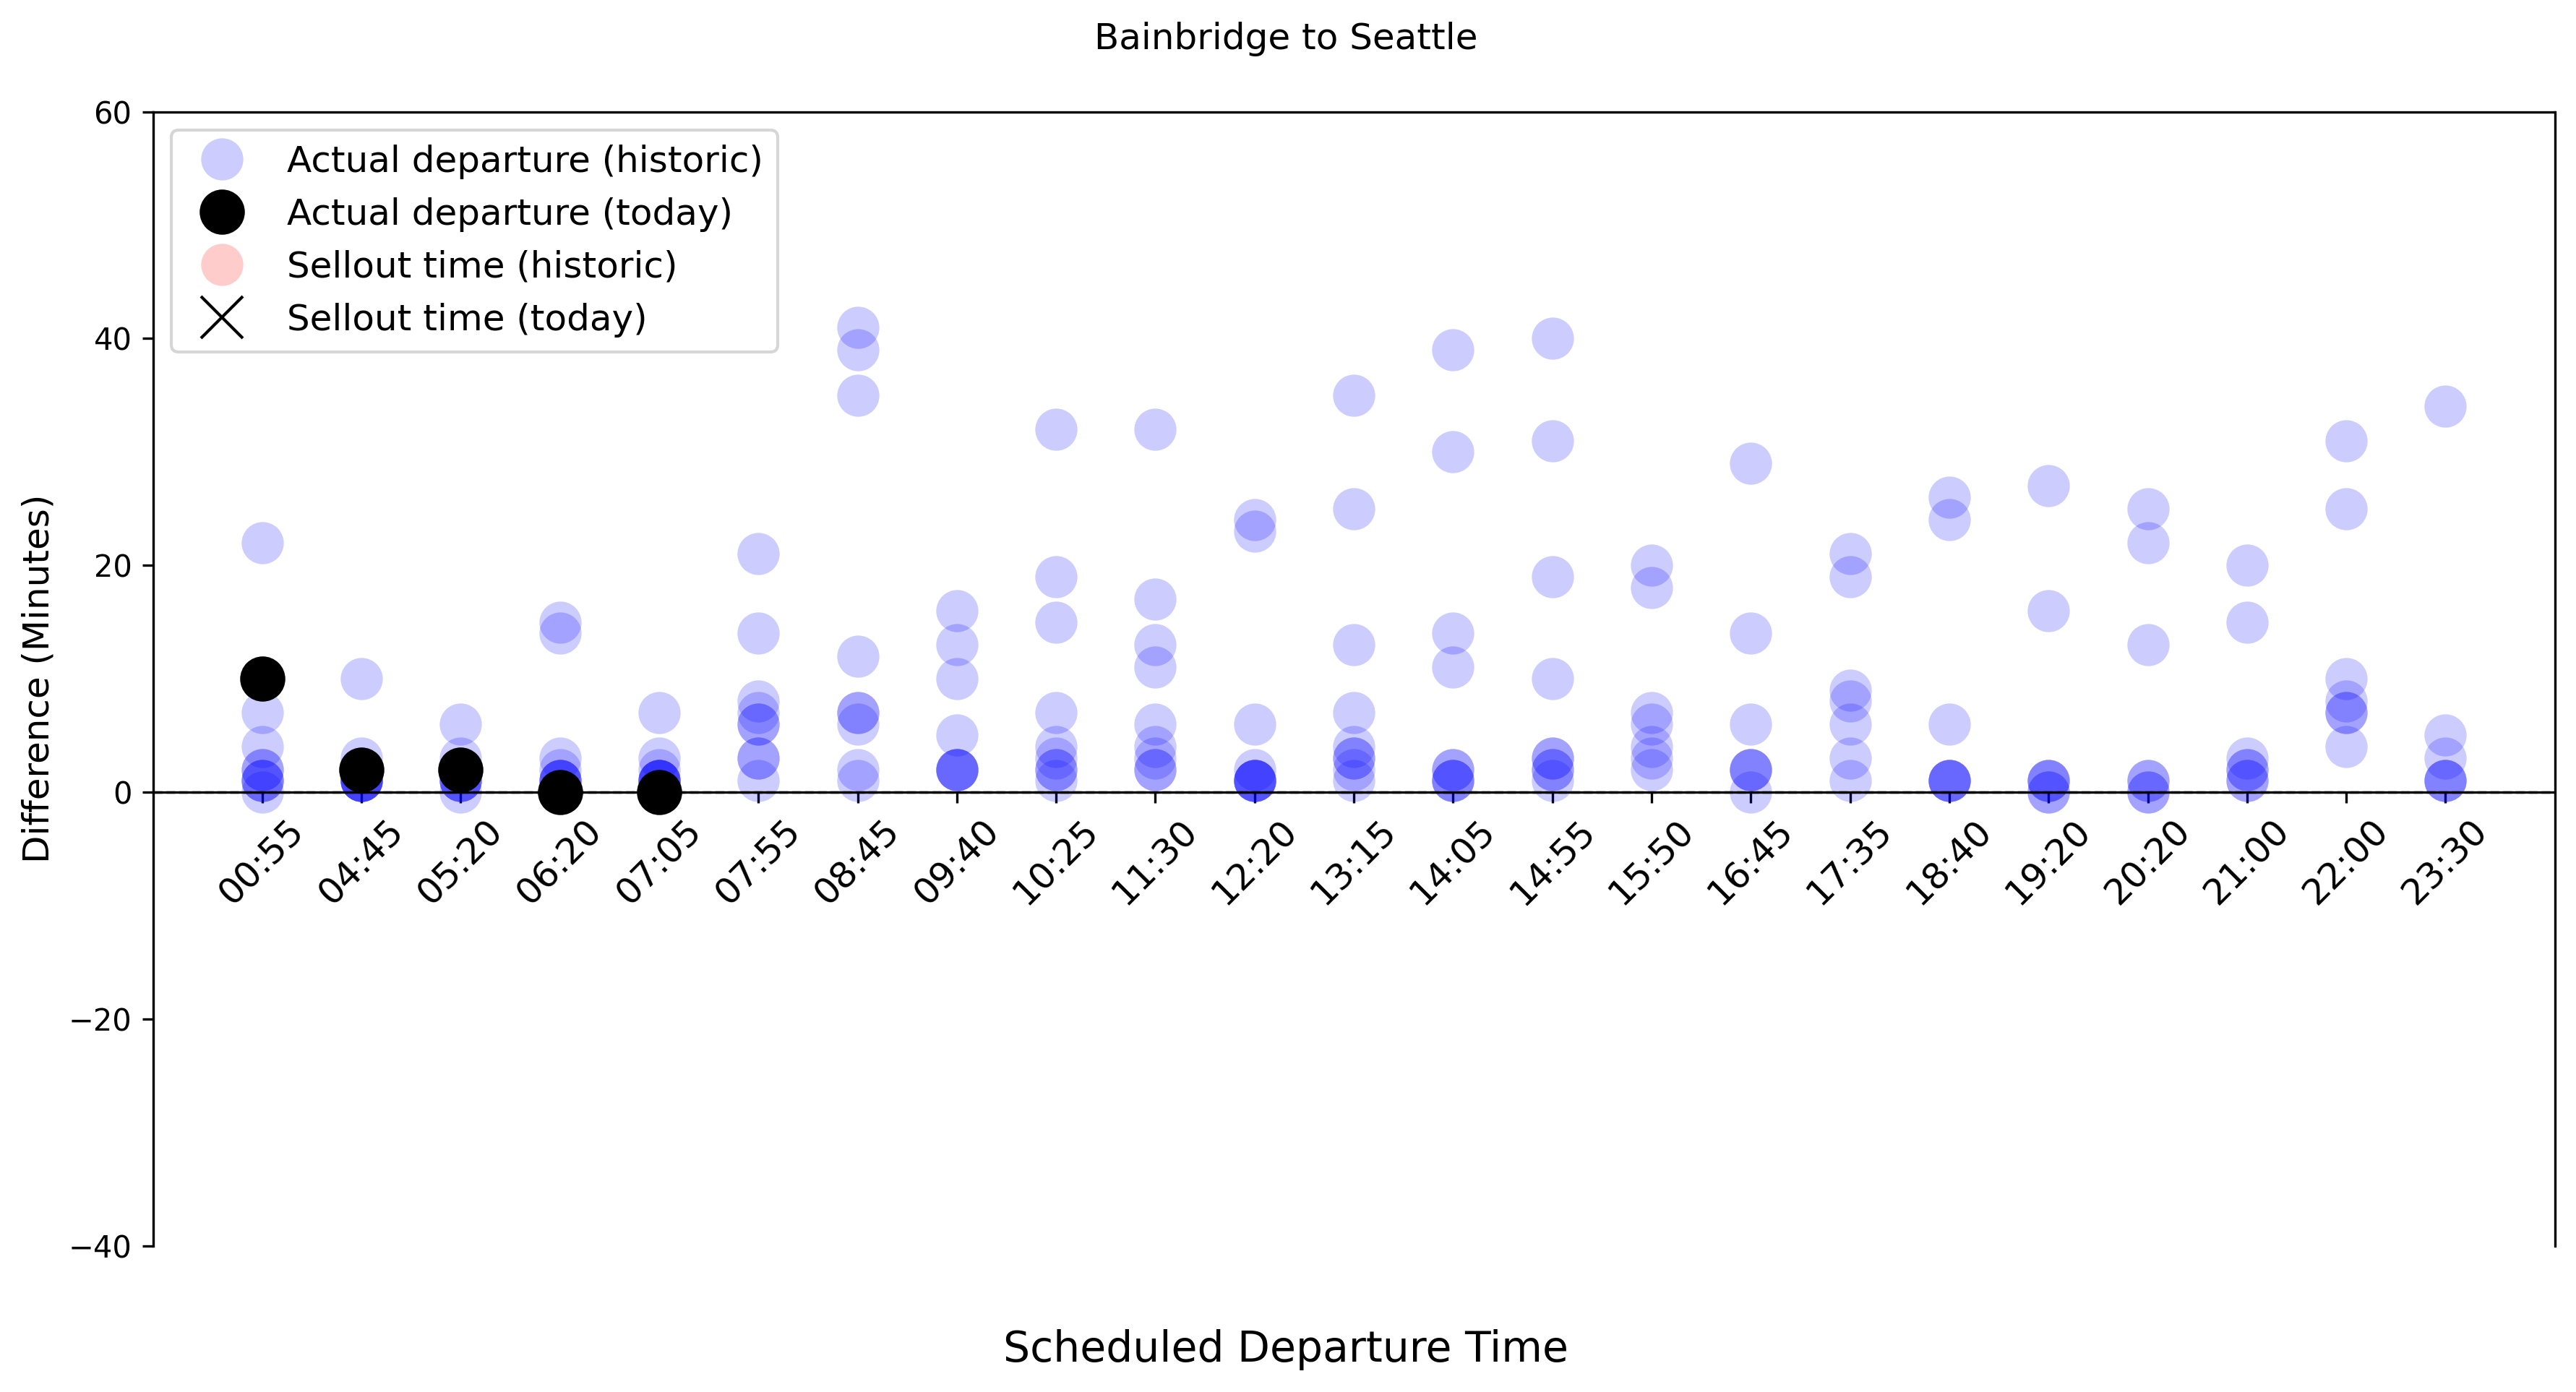 Bainbridge to Seattle
60
Actual departure (historic)
Actual departure (today)
Sellout time (historic)
Sellout time (today)
40
20
0
−20
−40
Difference (Minutes)
00:55 04:45 05:20 06:20 07:05 07:55 08:45 09:40 10:25 11:30 12:20 13:15 14:05 14:55 15:50 16:45 17:35 18:40 19:20 20:20 21:00 22:00 23:30
Scheduled Departure Time